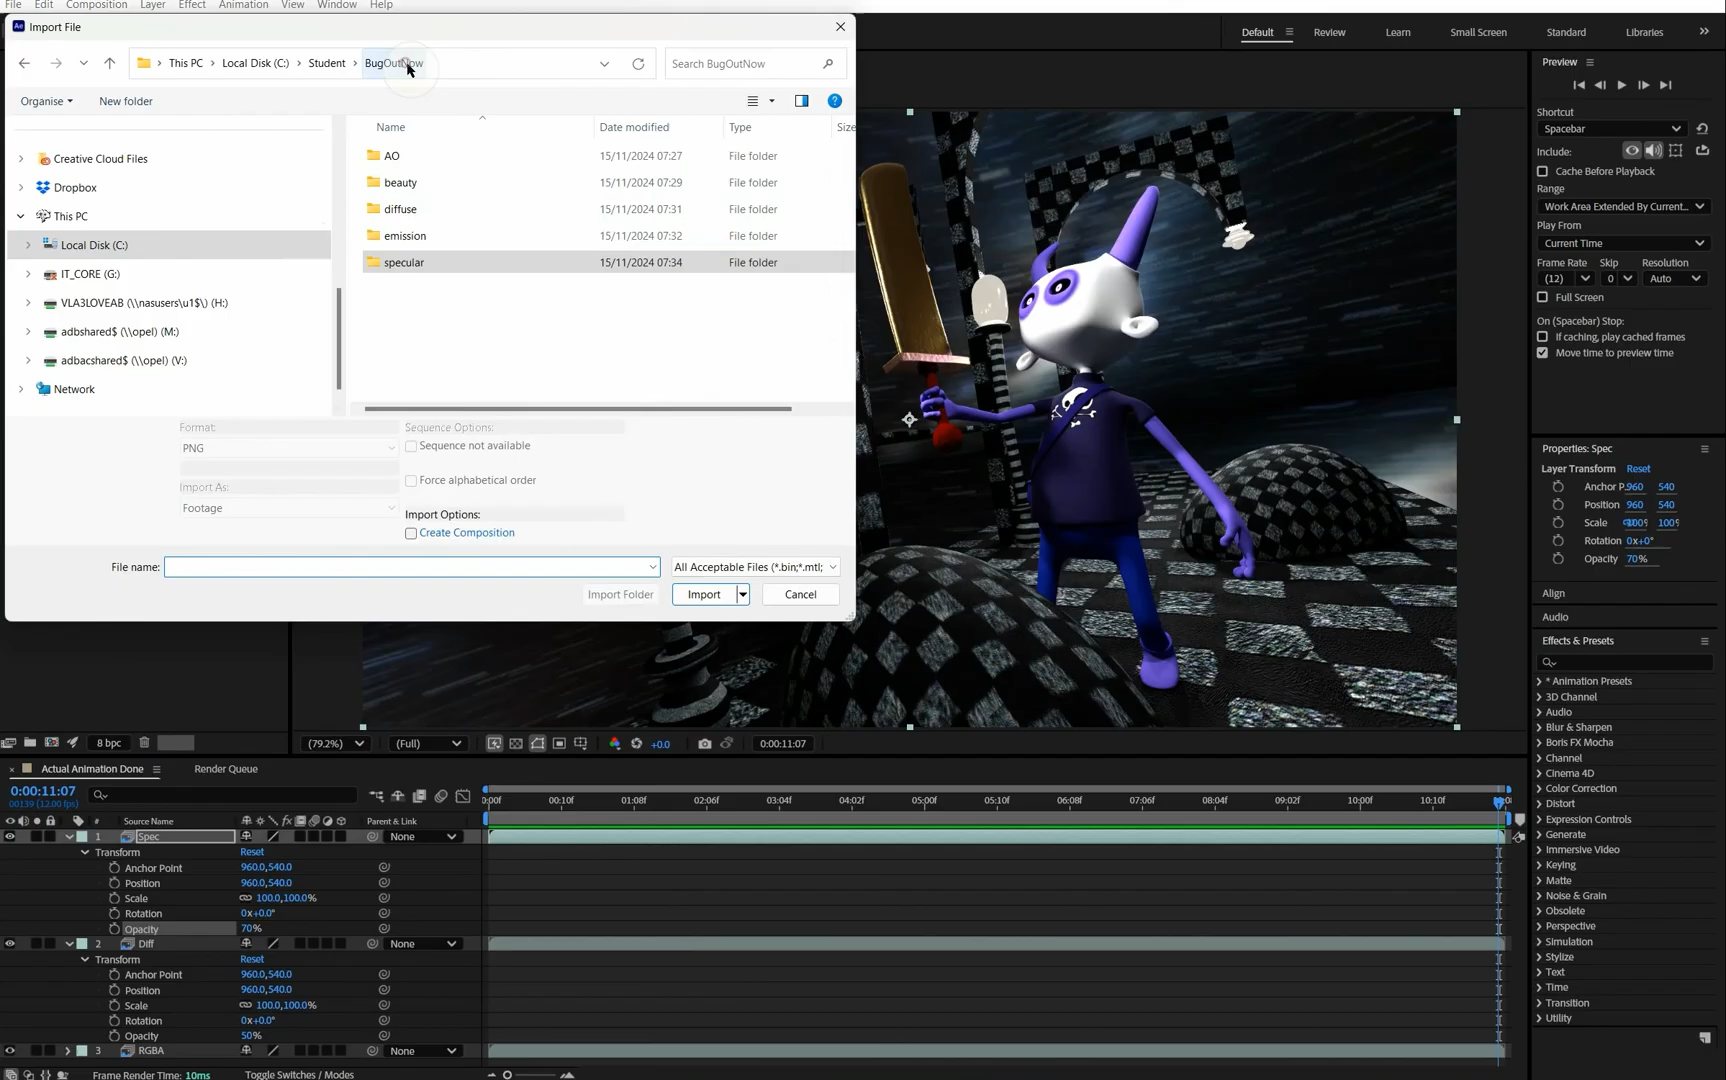 File Edit Composition Layer Effect Animation View Window Help
Ae Import File
This PC > Local Disk (C:) > Student > BugOutNow
Search BugOutNow
Organise New folder
Default Review Learn Small Screen Standard Libraries
Name Date modified Type Size
Creative Cloud Files
Dropbox
This PC
Local Disk (C:)
IT_CORE (G:)
VLA3LOVEAB (\\nasusers\u1$\) (H:)
adbshared$ (\\opel) (M:)
adbacshared$ (\\opel) (V:)
Network
AO 15/11/2024 07:27 File folder
beauty 15/11/2024 07:29 File folder
diffuse 15/11/2024 07:31 File folder
emission 15/11/2024 07:32 File folder
specular 15/11/2024 07:34 File folder
Format:
PNG
Import As:
Footage
Sequence Options:
Sequence not available
Force alphabetical order
Import Options:
Create Composition
File name:
All Acceptable Files (*.bin;*.mtl;
Import Folder Import Cancel
Preview
Shortcut
Spacebar
Include:
Cache Before Playback
Range
Work Area Extended By Current...
Play From
Current Time
Frame Rate Skip Resolution
(12) 0 Auto
Full Screen
On (Spacebar) Stop:
If caching, play cached frames
Move time to preview time
Properties: Spec
Layer Transform Reset
Anchor P. 960 540
Position 960 540
Scale 100%
Rotation 0x+0°
Opacity 70%
Align
Audio
Effects & Presets
* Animation Presets
3D Channel
Audio
Blur & Sharpen
Boris FX Mocha
Channel
Cinema 4D
Color Correction
Distort
Expression Controls
Generate
Immersive Video
Keying
Matte
Noise & Grain
Obsolete
Perspective
Simulation
Stylize
Text
Time
Transition
Utility
8 bpc
(79.2%) (Full) +0.0 0:00:11:07
Actual Animation Done Render Queue
0:00:11:07
00139 (12.00 fps)
0:00f 00:10f 01:08f 02:06f 03:04f 04:02f 05:00f 05:10f 06:08f 07:06f 08:04f 09:02f 10:00f 10:10f
# Source Name fx Parent & Link
1 Spec None
Transform Reset
Anchor Point 960.0,540.0
Position 960.0,540.0
Scale 100.0,100.0%
Rotation 0x+0.0°
Opacity 70%
2 Diff None
Transform Reset
Anchor Point 960.0,540.0
Position 960.0,540.0
Scale 100.0,100.0%
Rotation 0x+0.0°
Opacity 50%
3 RGBA None
Frame Render Time: 10ms Toggle Switches / Modes